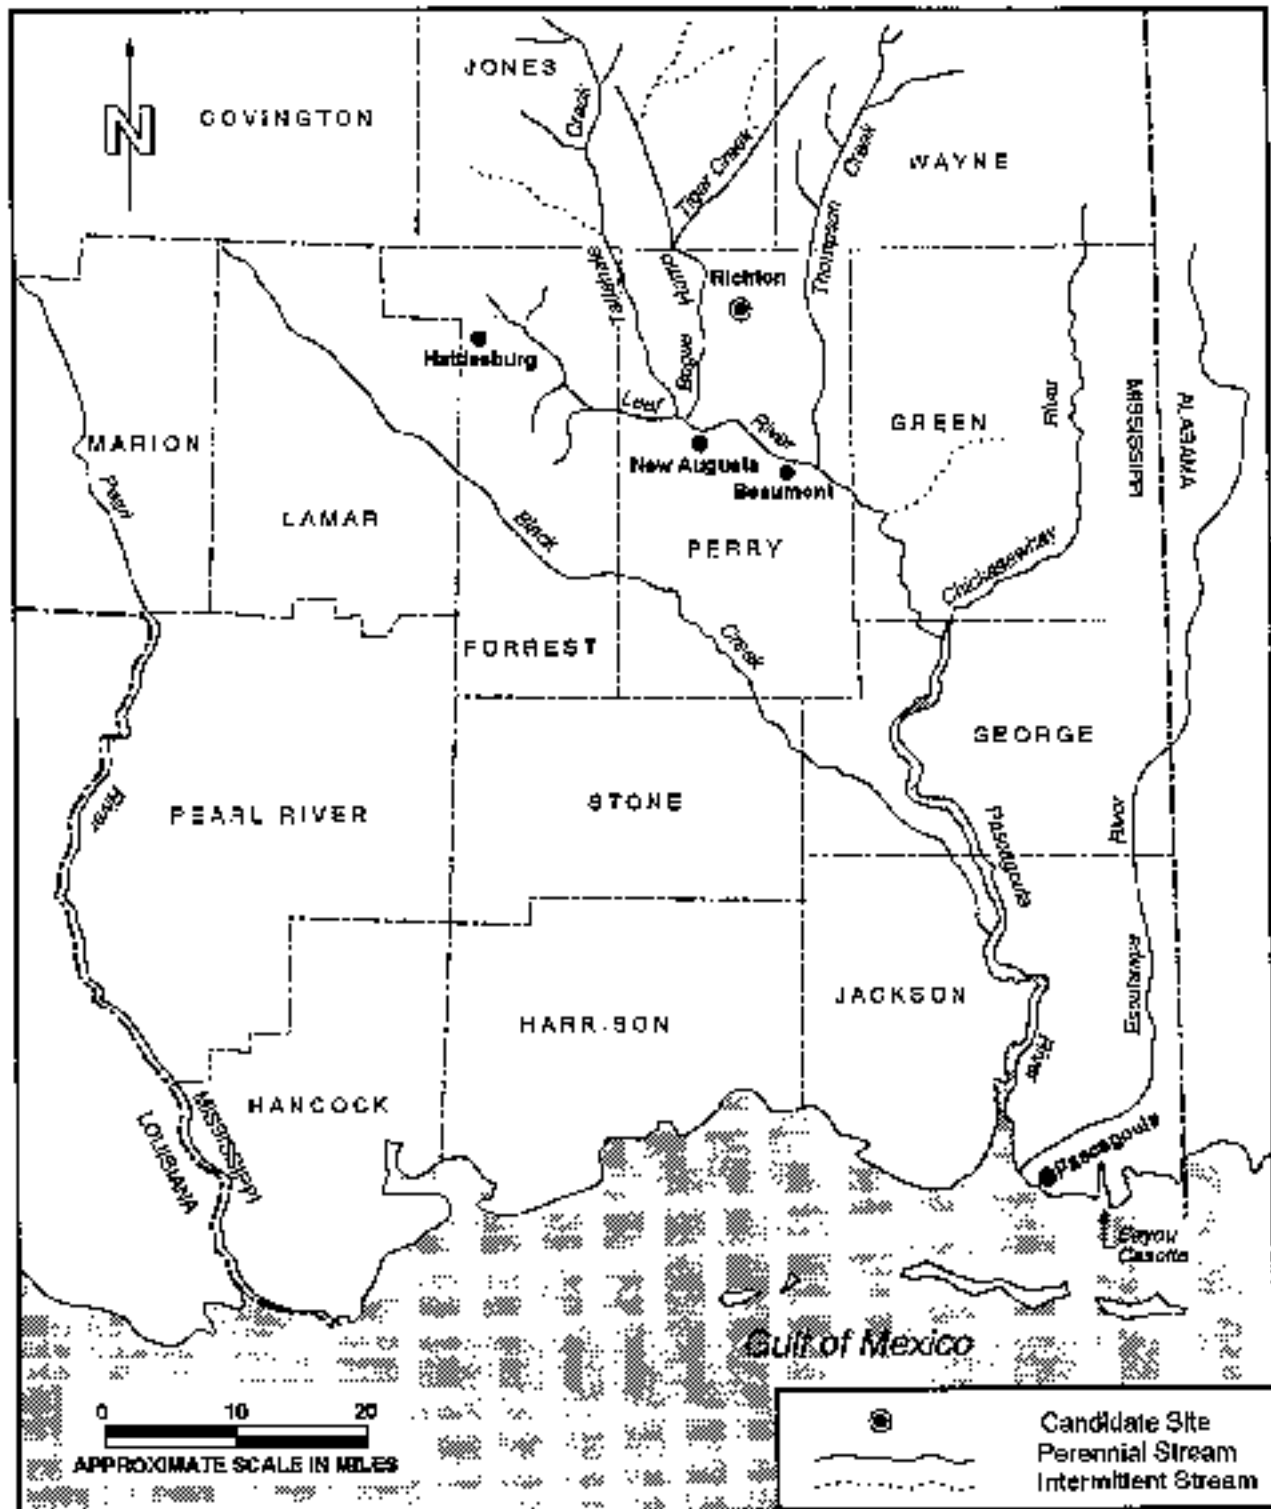 N
COVINGTON
JONES
WAYNE
Creek
Tiger Creek
Thompson
Creek
Tallahala
Bogue
Homo
Richton
Hattiesburg
Leaf
River
New Augusta
Beaumont
MARION
Pearl
River
LAMAR
Black
Creek
PERRY
GREEN
River
Chickasawhay
MISSISSIPPI
ALABAMA
FORREST
GEORGE
PEARL RIVER
STONE
Pascagoula
River
River
Escatawpa
JACKSON
HARRISON
HANCOCK
MISSISSIPPI
LOUISIANA
Pascagoula
Bayou
Casotte
Gulf of Mexico
0 10 20
APPROXIMATE SCALE IN MILES
Candidate Site
Perennial Stream
Intermittent Stream